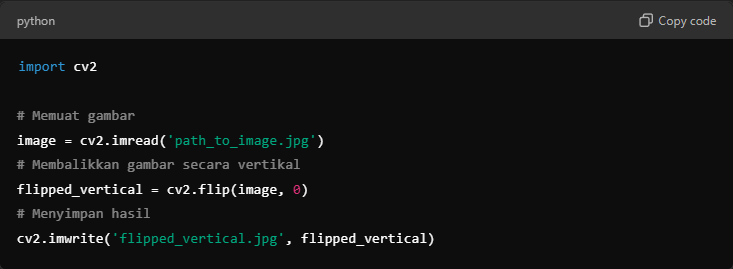 python
Copy code
import cv2
# Memuat gambar
image = cv2.imread('path_to_image.jpg')
# Membalikkan gambar secara vertikal
flipped_vertical = cv2.flip(image, 0)
# Menyimpan hasil
cv2.imwrite('flipped_vertical.jpg', flipped_vertical)